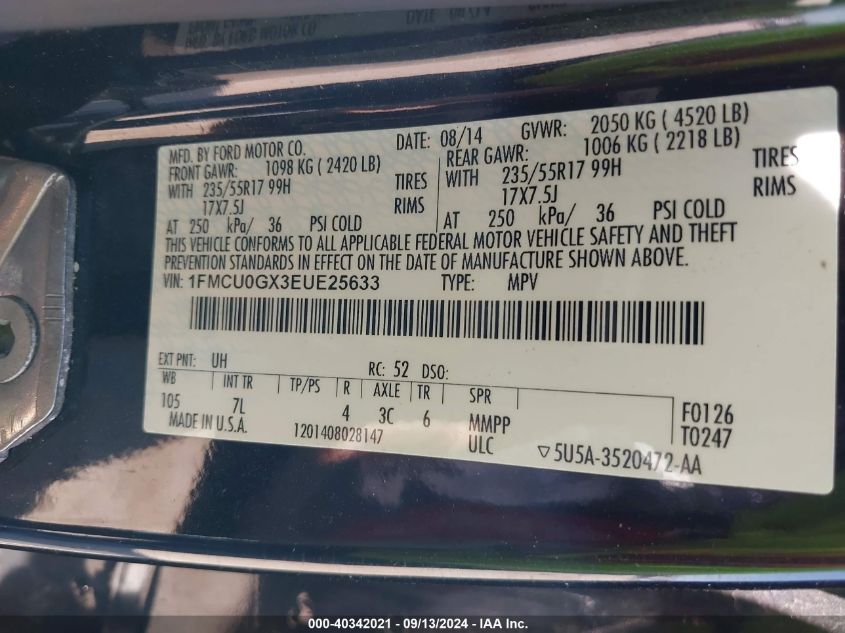 MFD. BY FORD MOTOR CO.
MFD. BY FORD MOTOR CO. DATE: 08/14 GVWR: 2050 KG ( 4520 LB)
FRONT GAWR: 1098 KG ( 2420 LB) REAR GAWR: 1006 KG ( 2218 LB)
WITH 235/55R17 99H TIRES WITH 235/55R17 99H TIRES
17X7.5J RIMS 17X7.5J RIMS
AT 250 kPa/ 36 PSI COLD AT 250 kPa/ 36 PSI COLD
THIS VEHICLE CONFORMS TO ALL APPLICABLE FEDERAL MOTOR VEHICLE SAFETY AND THEFT
PREVENTION STANDARDS IN EFFECT ON THE DATE OF MANUFACTURE SHOWN ABOVE.
VIN: 1FMCU0GX3EUE25633 TYPE: MPV
EXT PNT: UH RC: 52 DSO:
WB INT TR TP/PS R AXLE TR SPR
105 7L 4 3C 6 MMPP F0126
MADE IN U.S.A. 1201408028147 ULC T0247
▽5U5A-3520472-AA
000-40342021 - 09/13/2024 - IAA Inc.